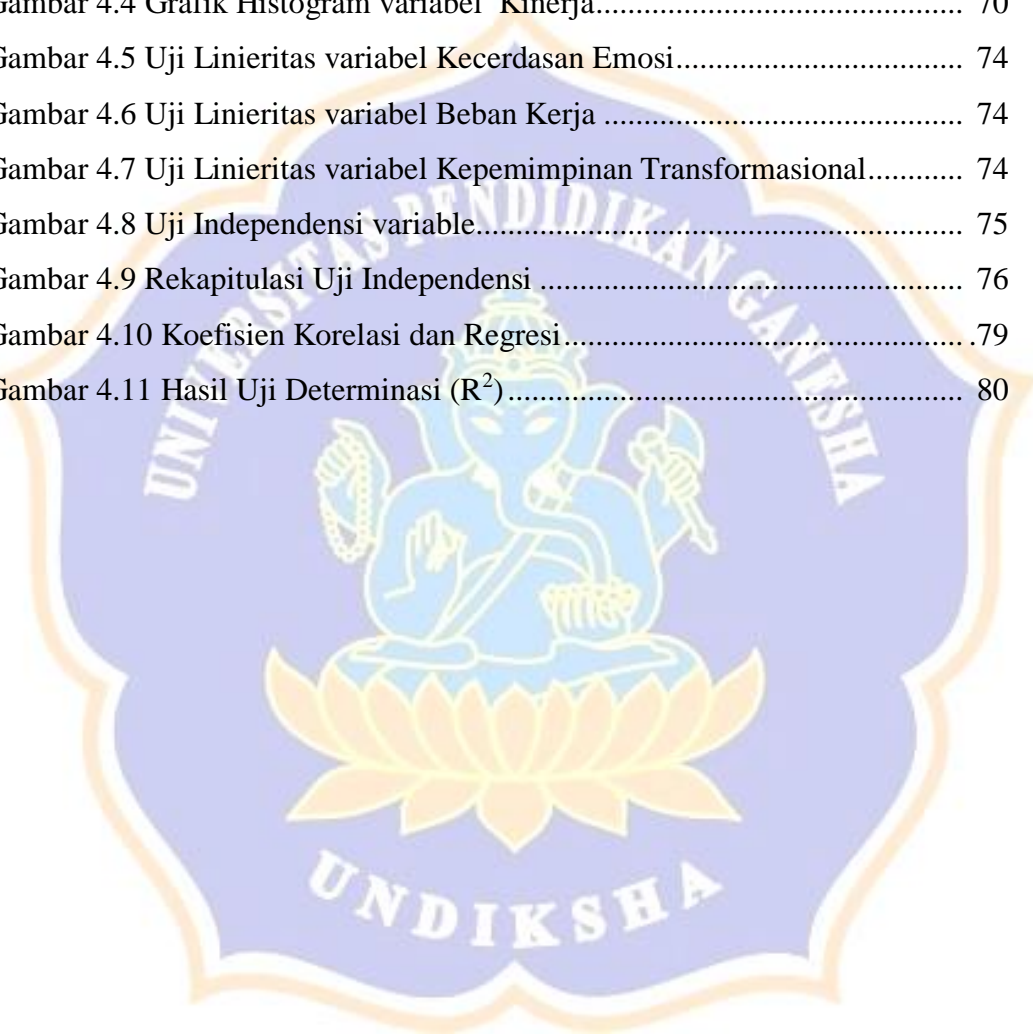 Gambar 4.4 Grafik Histogram variabel Kinerja....................................... 70
Gambar 4.5 Uji Linieritas variabel Kecerdasan Emosi................................. 74
Gambar 4.6 Uji Linieritas variabel Beban Kerja ......................................... 74
Gambar 4.7 Uji Linieritas variabel Kepemimpinan Transformasional............ 74
Gambar 4.8 Uji Independensi variable....................................................... 75
Gambar 4.9 Rekapitulasi Uji Independensi ................................................ 76
Gambar 4.10 Koefisien Korelasi dan Regresi.............................................. .79
Gambar 4.11 Hasil Uji Determinasi (R²).................................................... 80
UNIVERSITAS PENDIDIKAN GANESHA
UNDIKSHA